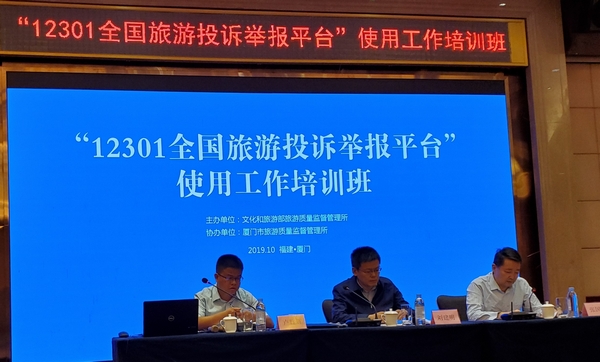 “12301全国旅游投诉举报平台”使用工作培训班
“12301全国旅游投诉举报平台”
使用工作培训班
主办单位：文化和旅游部旅游质量监督管理所
协办单位：厦门市旅游质量监督管理所
2019.10 福建•厦门